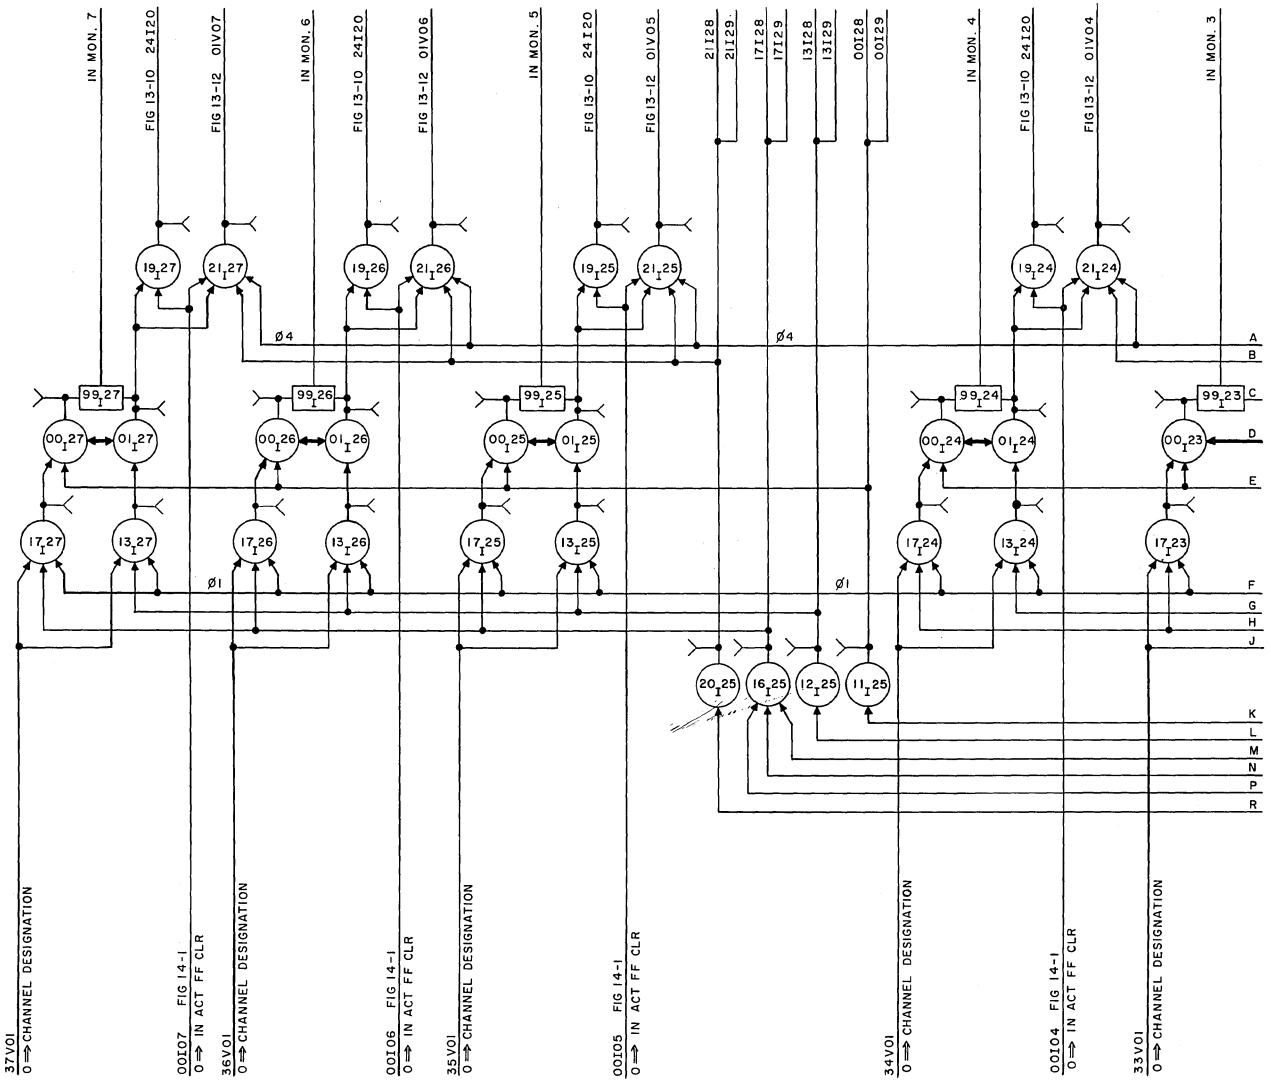 IN MON. 7
FIG 13-10 24I20
FIG 13-12 01V07
IN MON. 6
FIG 13-10 24I20
FIG 13-12 01V06
IN MON. 5
FIG 13-10 24I20
FIG 13-12 01V05
21I28
21I29
17I28
17I29
13I28
13I29
00I28
00I29
IN MON. 4
FIG 13-10 24I20
FIG 13-12 01V04
IN MON. 3
19I27
21I27
19I26
21I26
19I25
21I25
19I24
21I24
Ø4
Ø4
A
B
99I27
99I26
99I25
99I24
99I23
C
00I27
01I27
00I26
01I26
00I25
01I25
00I24
01I24
00I23
D
E
17I27
13I27
17I26
13I26
17I25
13I25
17I24
13I24
17I23
Ø1
Ø1
F
G
H
J
20I25
16I25
12I25
11I25
K
L
M
N
P
R
37V01
0⇒CHANNEL DESIGNATION
00I07 FIG 14-1
0⇒IN ACT FF CLR
36V01
0⇒CHANNEL DESIGNATION
00I06 FIG 14-1
0⇒IN ACT FF CLR
35V01
0⇒CHANNEL DESIGNATION
00I05 FIG 14-1
0⇒IN ACT FF CLR
34V01
0⇒CHANNEL DESIGNATION
00I04 FIG 14-1
0⇒IN ACT FF CLR
33V01
0⇒CHANNEL DESIGNATION